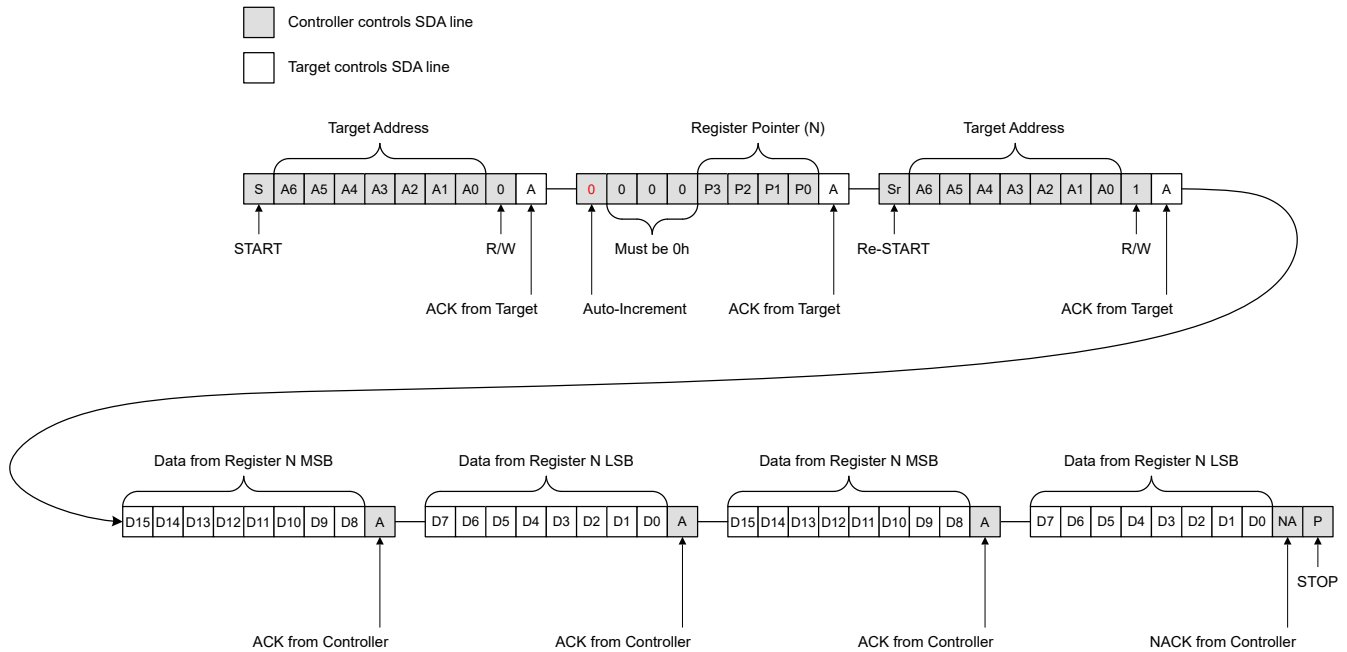 Controller controls SDA line
Target controls SDA line
Target Address
Register Pointer (N)
Target Address
S A6 A5 A4 A3 A2 A1 A0 0 A 0 0 0 0 P3 P2 P1 P0 A Sr A6 A5 A4 A3 A2 A1 A0 1 A
START R/W Must be 0h Re-START R/W
ACK from Target Auto-Increment ACK from Target ACK from Target
Data from Register N MSB
Data from Register N LSB
Data from Register N MSB
Data from Register N LSB
D15 D14 D13 D12 D11 D10 D9 D8 A D7 D6 D5 D4 D3 D2 D1 D0 A D15 D14 D13 D12 D11 D10 D9 D8 A D7 D6 D5 D4 D3 D2 D1 D0 NA P
STOP
ACK from Controller ACK from Controller ACK from Controller NACK from Controller